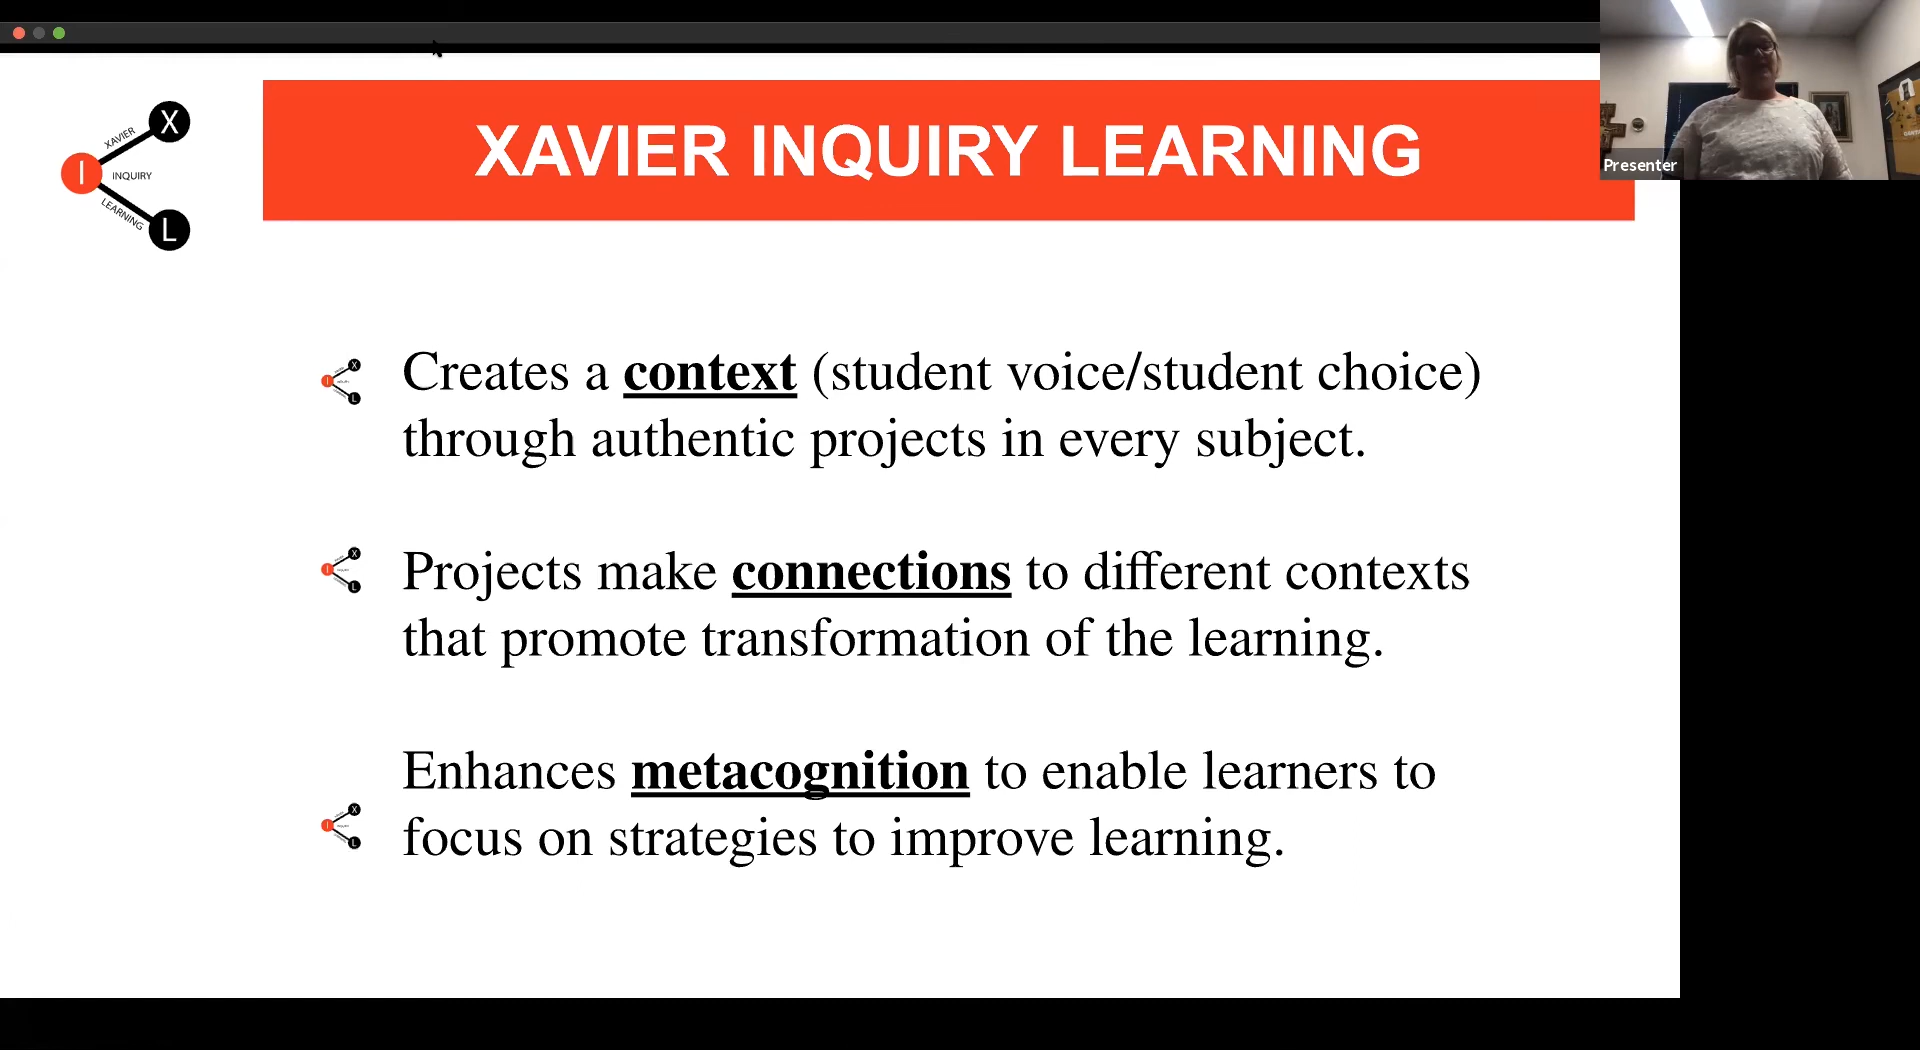 XAVIER INQUIRY LEARNING
Presenter
X
XAVIER
I
INQUIRY
LEARNING
L
Creates a context (student voice/student choice)
through authentic projects in every subject.
Projects make connections to different contexts
that promote transformation of the learning.
Enhances metacognition to enable learners to
focus on strategies to improve learning.